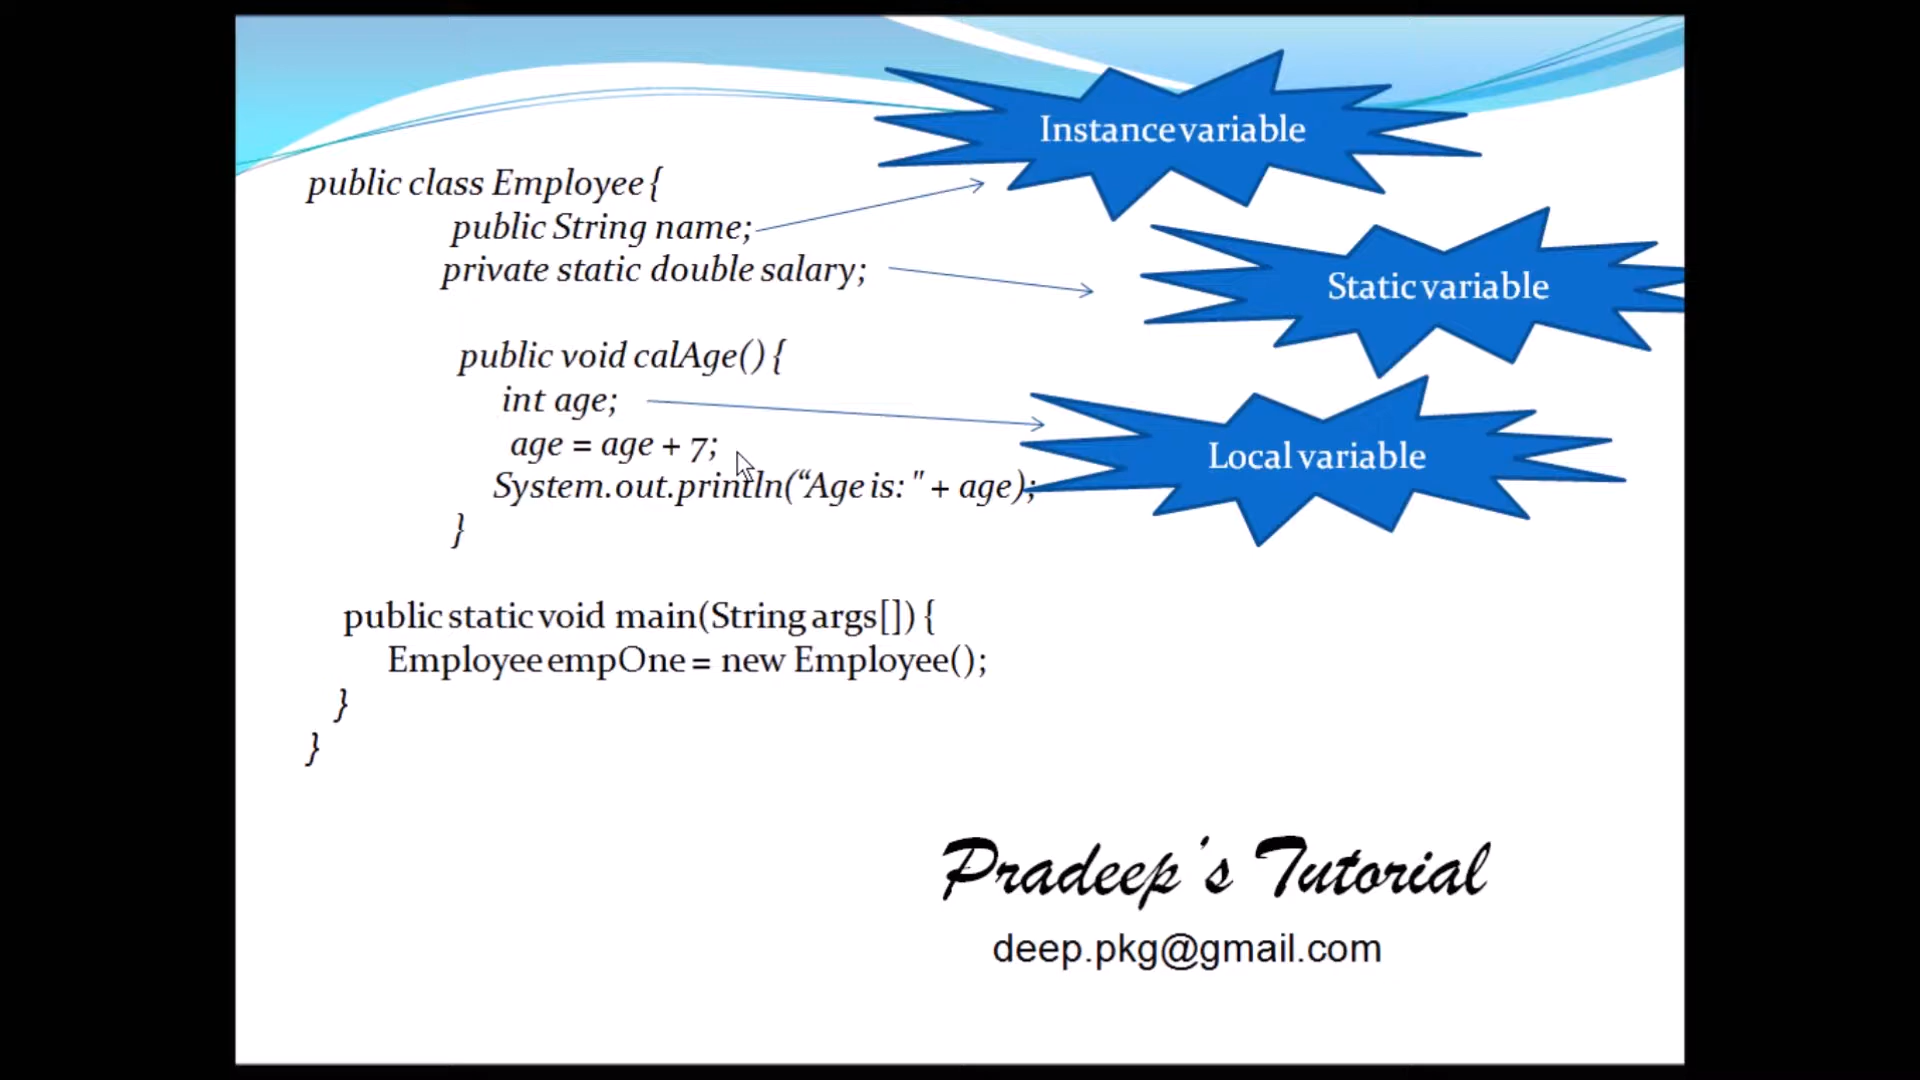 Instance variable
public class Employee {
public String name;
private static double salary;
Static variable
public void calAge() {
int age;
age = age + 7;
Local variable
System.out.println(“Age is: " + age);
}
public static void main(String args[]) {
Employee empOne = new Employee();
}
}
Pradeep's Tutorial
deep.pkg@gmail.com